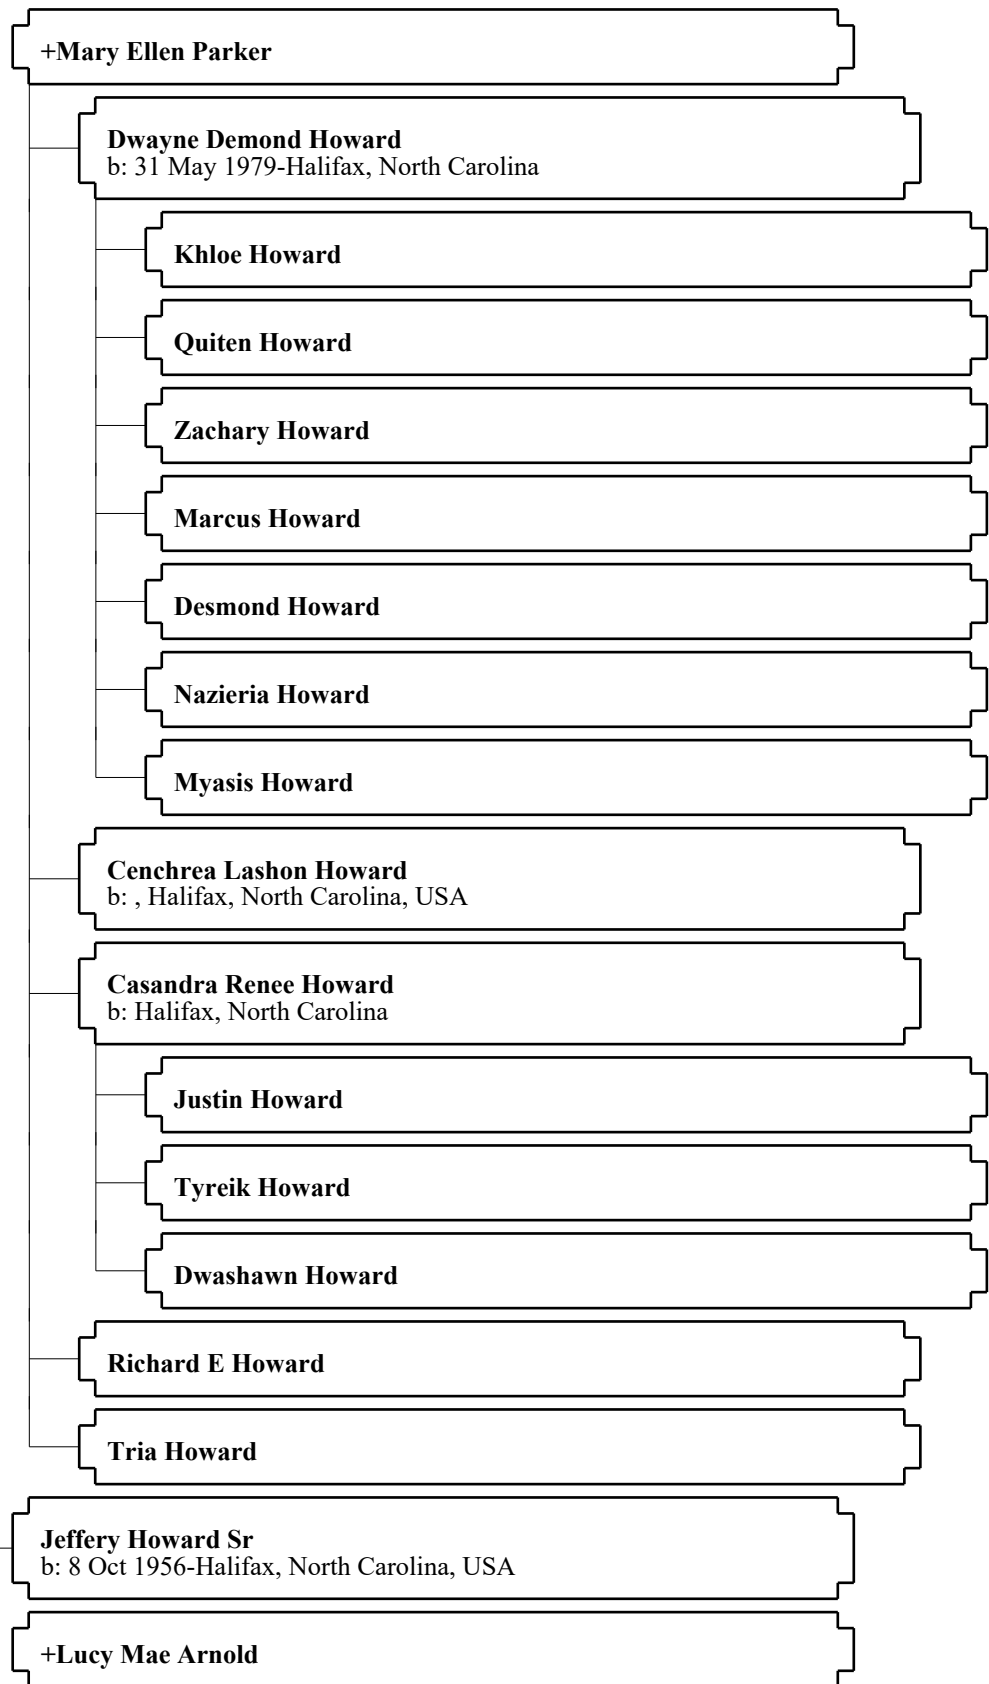 +Mary Ellen Parker
Dwayne Demond Howard
b: 31 May 1979-Halifax, North Carolina
Khloe Howard
Quiten Howard
Zachary Howard
Marcus Howard
Desmond Howard
Nazieria Howard
Myasis Howard
Cenchrea Lashon Howard
b: , Halifax, North Carolina, USA
Casandra Renee Howard
b: Halifax, North Carolina
Justin Howard
Tyreik Howard
Dwashawn Howard
Richard E Howard
Tria Howard
Jeffery Howard Sr
b: 8 Oct 1956-Halifax, North Carolina, USA
+Lucy Mae Arnold